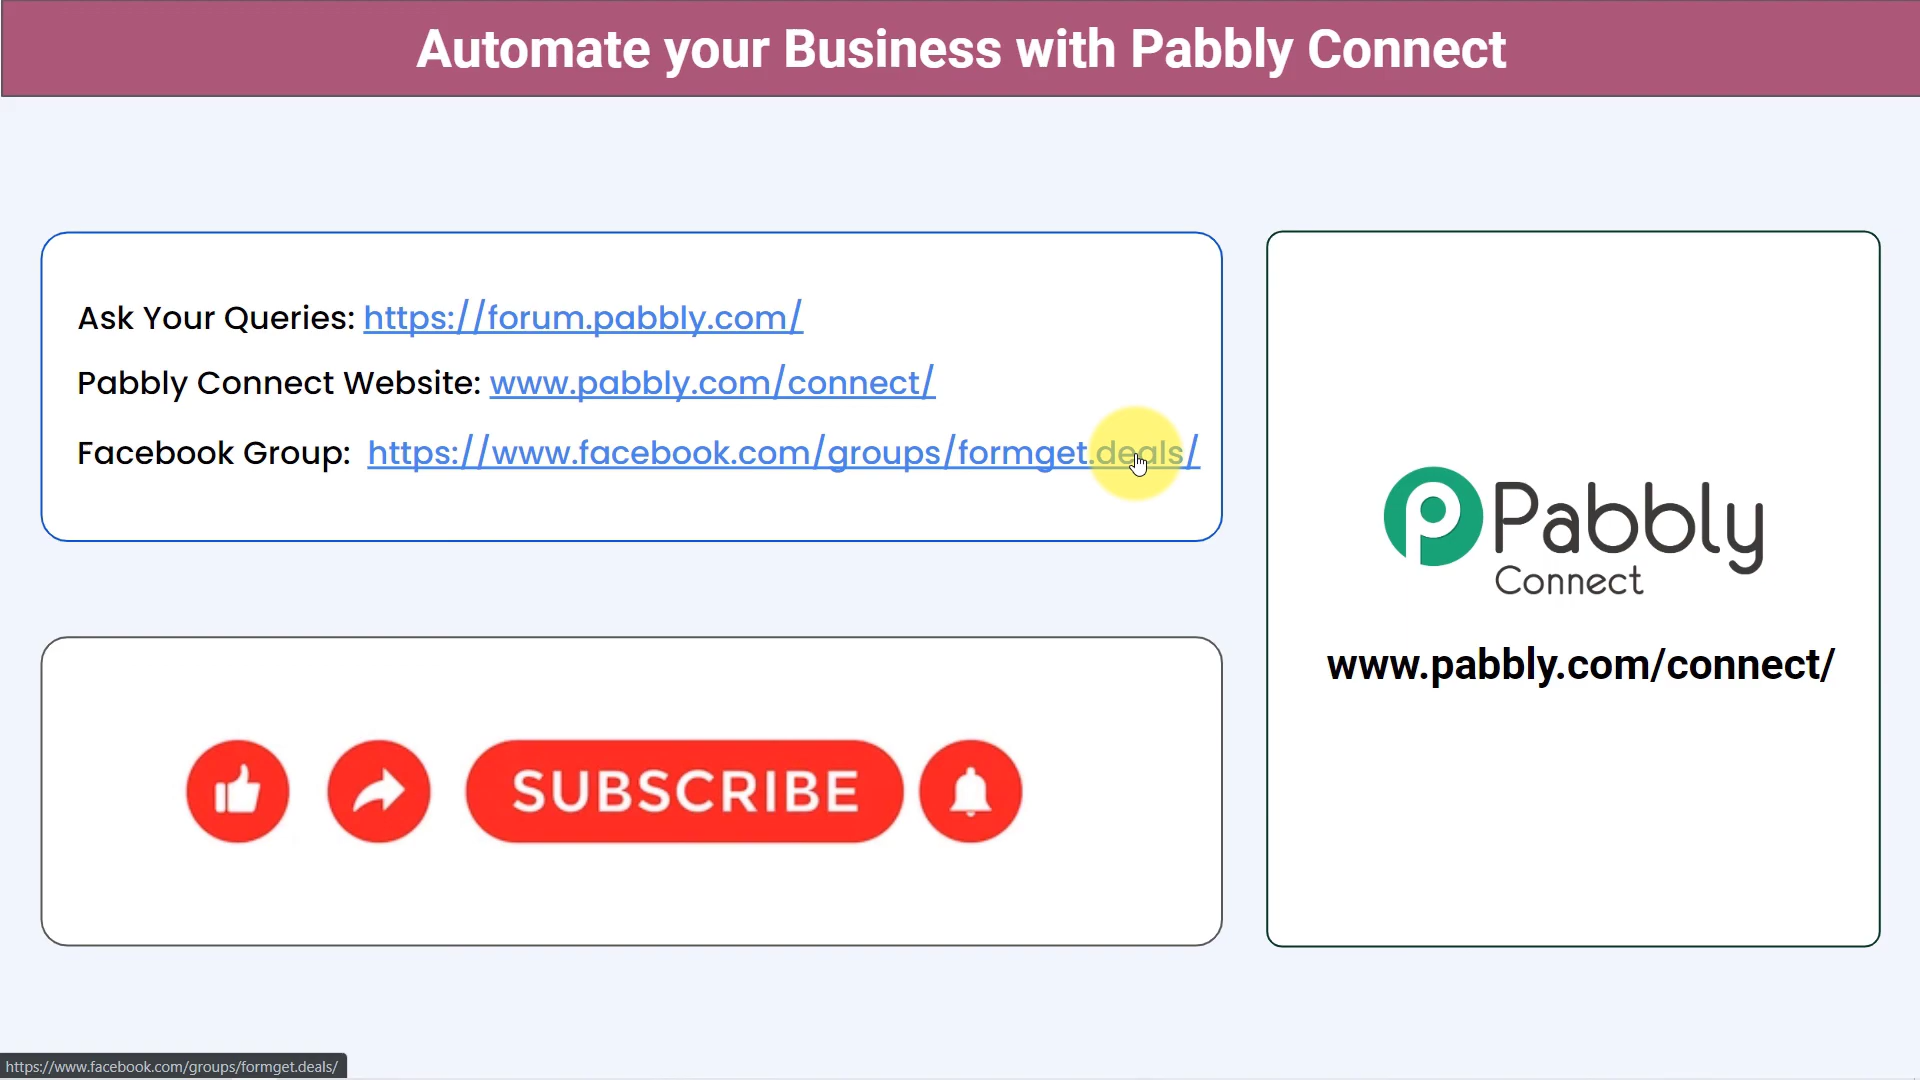 Automate your Business with Pabbly Connect
Ask Your Queries: https://forum.pabbly.com/
Pabbly Connect Website: www.pabbly.com/connect/
Facebook Group: https://www.facebook.com/groups/formget.deals/
Pabbly
Connect
www.pabbly.com/connect/
SUBSCRIBE
https://www.facebook.com/groups/formget.deals/